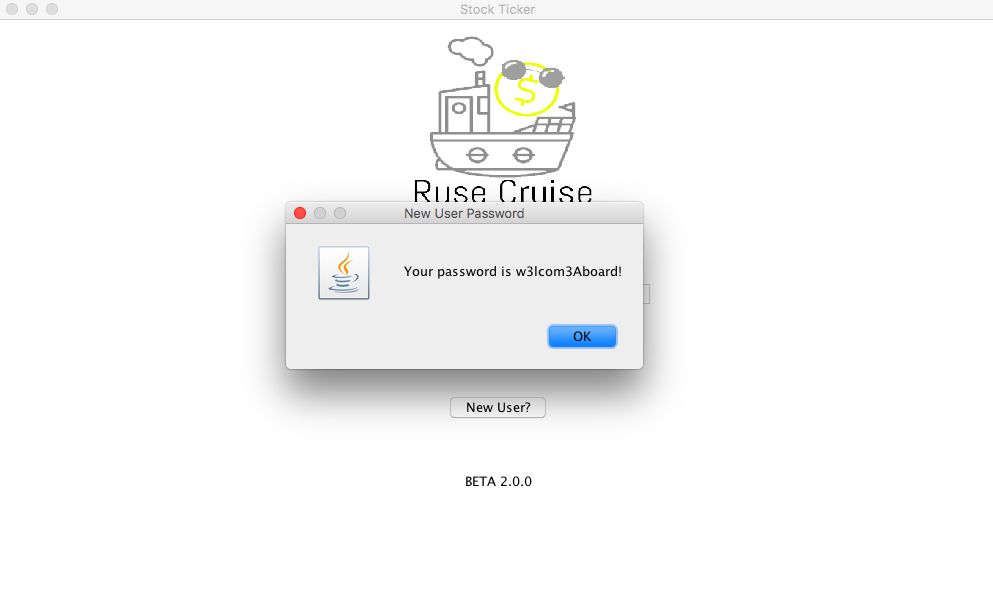 Stock Ticker
$
Ruse Cruise
New User Password
Your password is w3lcom3Aboard!
OK
New User?
BETA 2.0.0